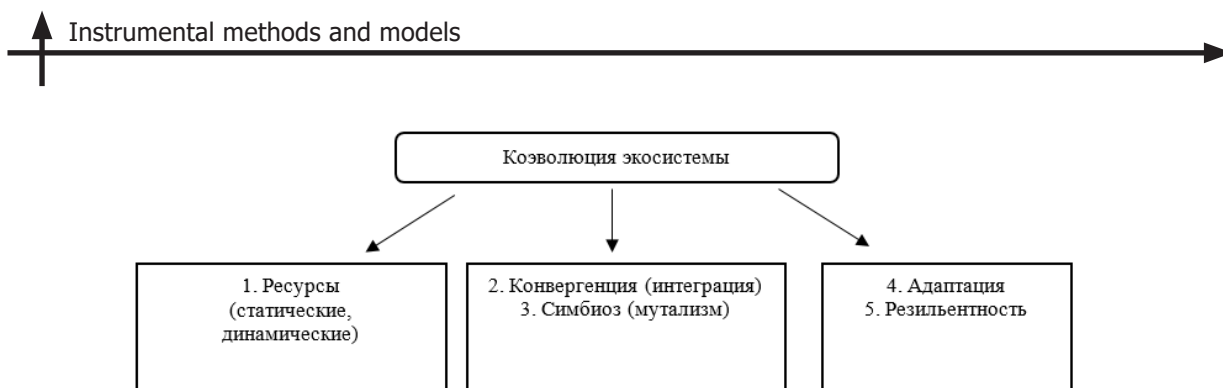 Instrumental methods and models
Коэволюция экосистемы
1. Ресурсы
(статические,
динамические)
2. Конвергенция (интеграция)
3. Симбиоз (мутализм)
4. Адаптация
5. Резильентность